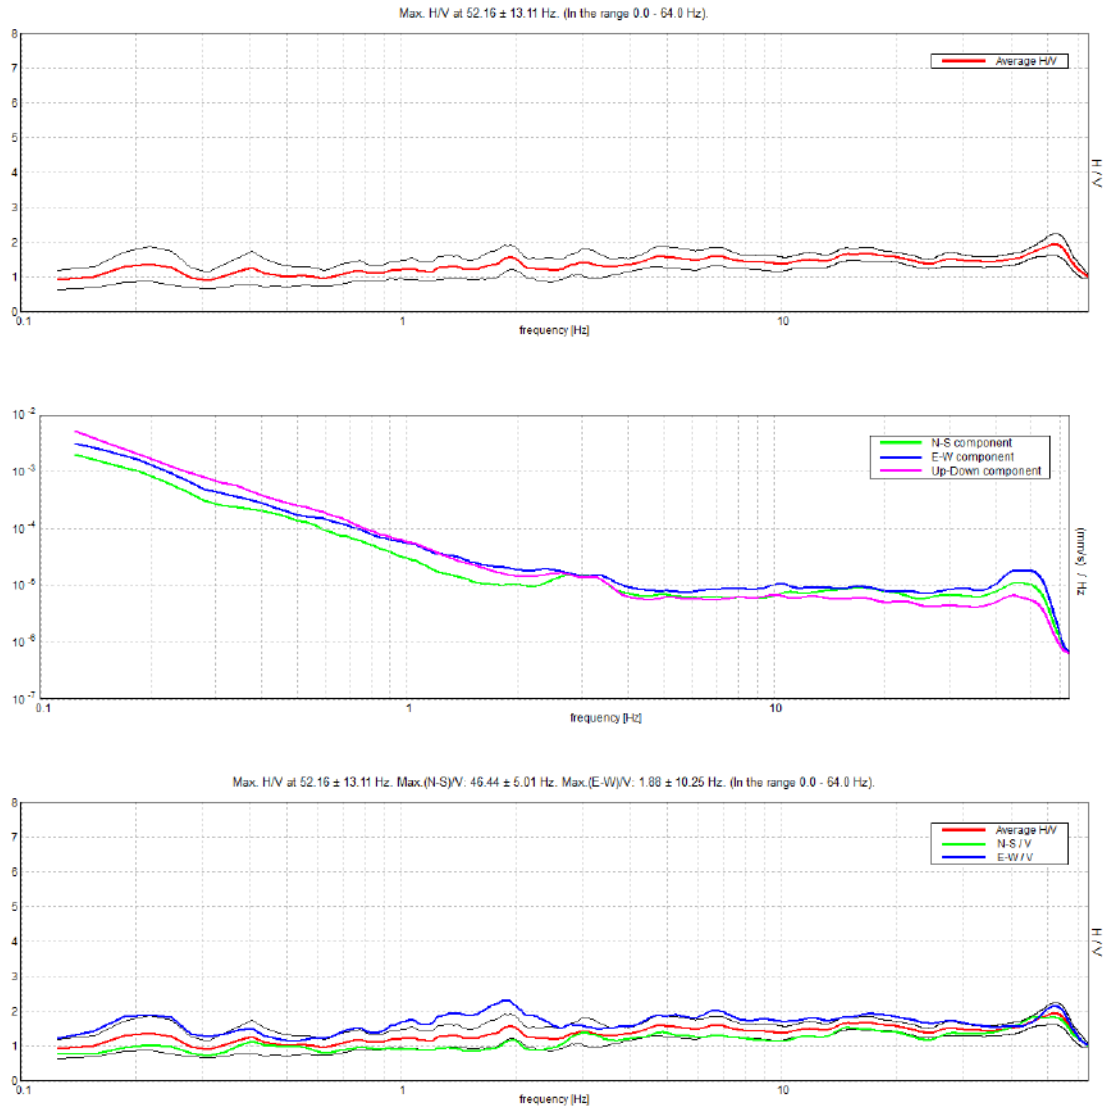 Max. H/V at 52.16 ± 13.11 Hz. (In the range 0.0 - 64.0 Hz).
8
7
6
5
4
3
2
1
0
Average H/V
H / V
0.1
1
10
frequency [Hz]
10 -2
10 -3
10 -4
10 -5
10 -6
10 -7
N-S component
E-W component
Up-Down component
(mm/s) / Hz
0.1
1
10
frequency [Hz]
Max. H/V at 52.16 ± 13.11 Hz. Max.(N-S)/V: 46.44 ± 5.01 Hz. Max.(E-W)/V: 1.88 ± 10.25 Hz. (In the range 0.0 - 64.0 Hz).
8
7
6
5
4
3
2
1
0
Average H/V
N-S / V
E-W / V
H / V
0.1
1
10
frequency [Hz]